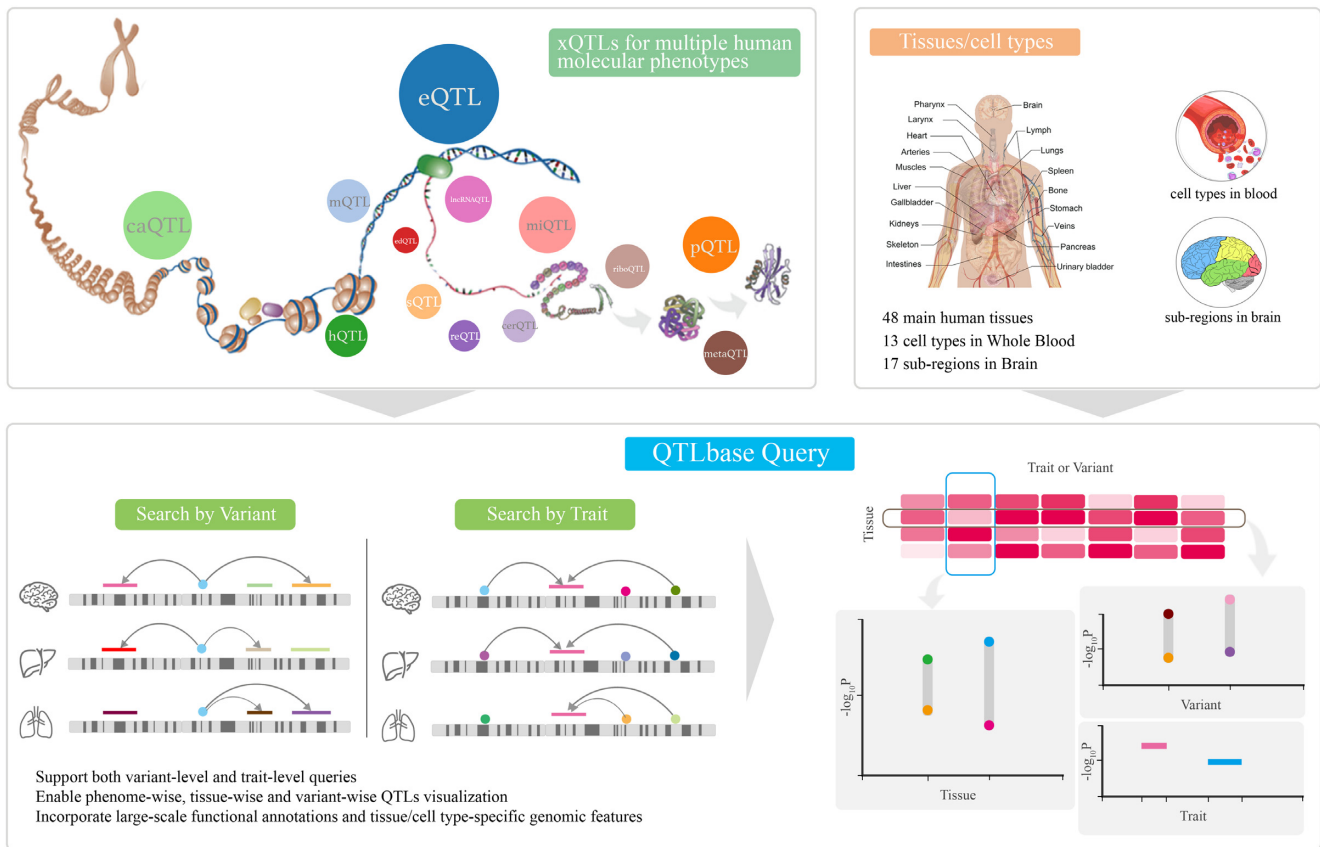 xQTLs for multiple human
molecular phenotypes
eQTL
mQTL
lncRNAQTL
caQTL
miQTL
edQTL
pQTL
riboQTL
sQTL
cerQTL
hQTL
reQTL
metaQTL
Tissues/cell types
Pharynx
Brain
Larynx
Lymph
Heart
Arteries
Lungs
Muscles
Spleen
Liver
Bone
Gallbladder
Stomach
Kidneys
Veins
Skeleton
Pancreas
Intestines
Urinary bladder
cell types in blood
sub-regions in brain
48 main human tissues
13 cell types in Whole Blood
17 sub-regions in Brain
QTLbase Query
Search by Variant
Search by Trait
Trait or Variant
Tissue
-log10P
Tissue
-log10P
Variant
-log10P
Trait
Support both variant-level and trait-level queries
Enable phenome-wise, tissue-wise and variant-wise QTLs visualization
Incorporate large-scale functional annotations and tissue/cell type-specific genomic features